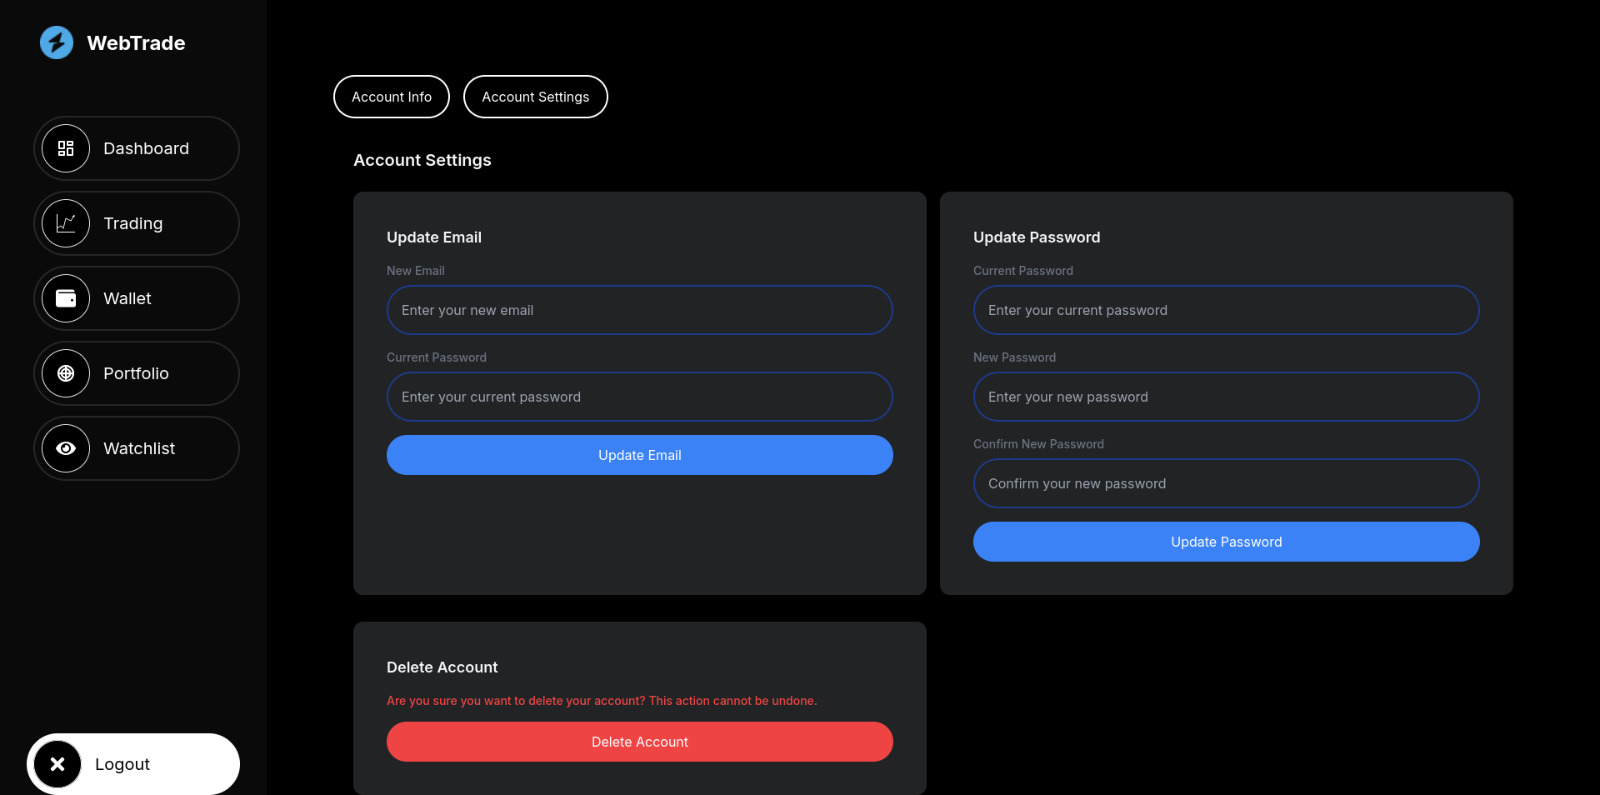 WebTrade
Dashboard
Trading
Wallet
Portfolio
Watchlist
Logout
Account Info
Account Settings
Account Settings
Update Email
New Email
Enter your new email
Current Password
Enter your current password
Update Email
Update Password
Current Password
Enter your current password
New Password
Enter your new password
Confirm New Password
Confirm your new password
Update Password
Delete Account
Are you sure you want to delete your account? This action cannot be undone.
Delete Account